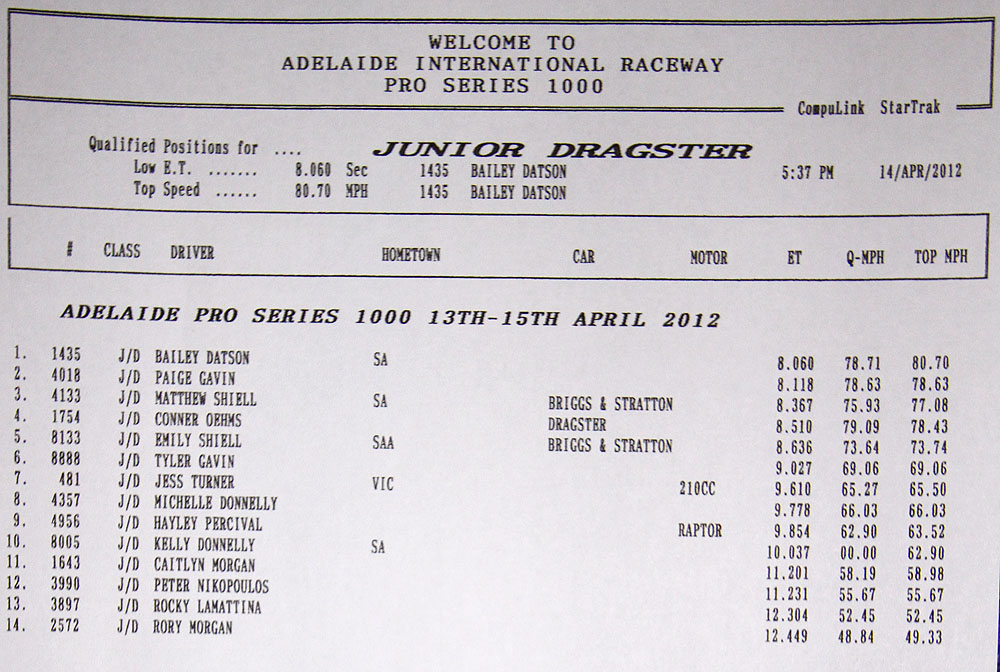 WELCOME TO
ADELAIDE INTERNATIONAL RACEWAY
PRO SERIES 1000
CompuLink StarTrak
Qualified Positions for .... JUNIOR DRAGSTER
Low E.T. ....... 8.060 Sec 1435 BAILEY DATSON 5:37 PM 14/APR/2012
Top Speed ...... 80.70 MPH 1435 BAILEY DATSON
# CLASS DRIVER HOMETOWN CAR MOTOR ET Q-MPH TOP MPH
ADELAIDE PRO SERIES 1000 13TH-15TH APRIL 2012
1. 1435 J/D BAILEY DATSON SA 8.060 78.71 80.70
2. 4018 J/D PAIGE GAVIN 8.118 78.63 78.63
3. 4133 J/D MATTHEW SHIELL SA BRIGGS & STRATTON 8.367 75.93 77.08
4. 1754 J/D CONNER OEHMS DRAGSTER 8.510 79.09 78.43
5. 8133 J/D EMILY SHIELL SAA BRIGGS & STRATTON 8.636 73.64 73.74
6. 8888 J/D TYLER GAVIN 9.027 69.06 69.06
7. 481 J/D JESS TURNER VIC 210CC 9.610 65.27 65.50
8. 4357 J/D MICHELLE DONNELLY 9.778 66.03 66.03
9. 4956 J/D HAYLEY PERCIVAL RAPTOR 9.854 62.90 63.52
10. 8005 J/D KELLY DONNELLY SA 10.037 00.00 62.90
11. 1643 J/D CAITLYN MORGAN 11.201 58.19 58.98
12. 3990 J/D PETER NIKOPOULOS 11.231 55.67 55.67
13. 3897 J/D ROCKY LAMATTINA 12.304 52.45 52.45
14. 2572 J/D RORY MORGAN 12.449 48.84 49.33